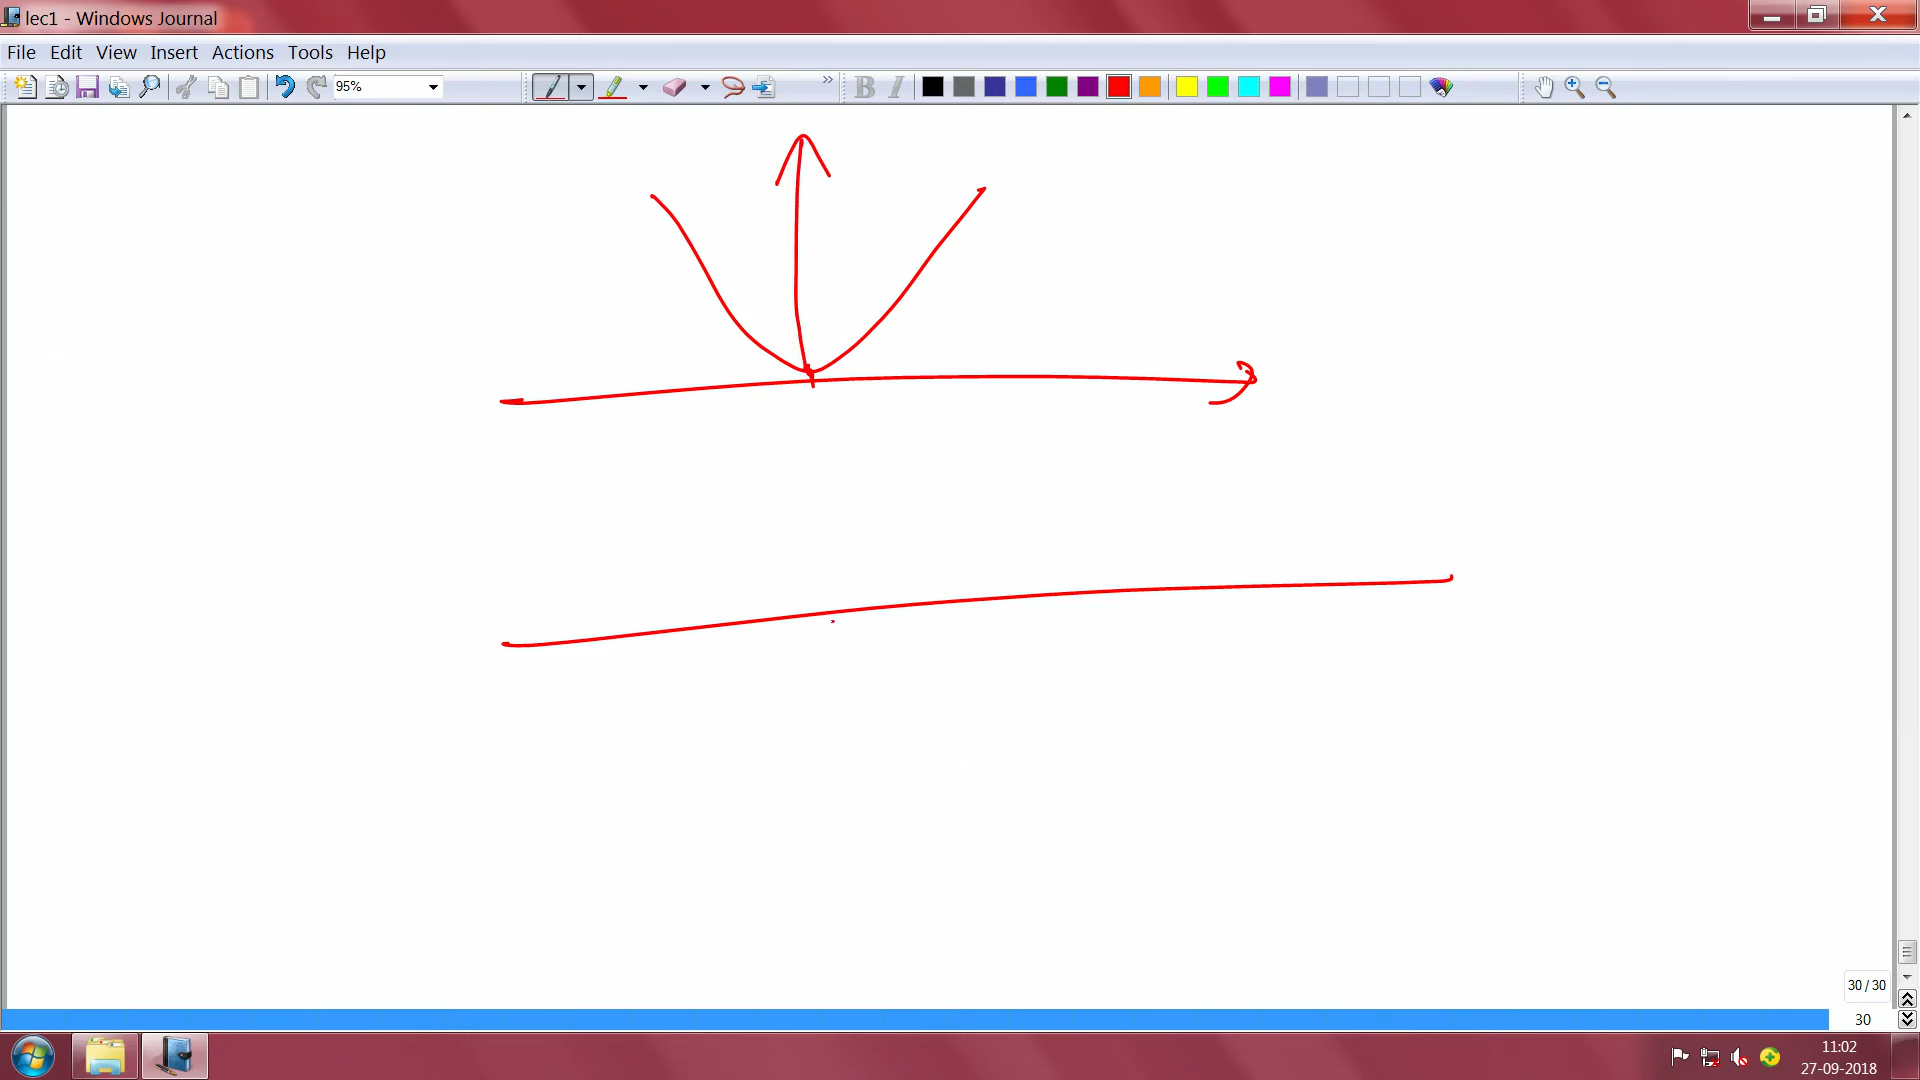 lec1 - Windows Journal
File Edit View Insert Actions Tools Help
95%
B I
30 / 30
30
11:02
27-09-2018